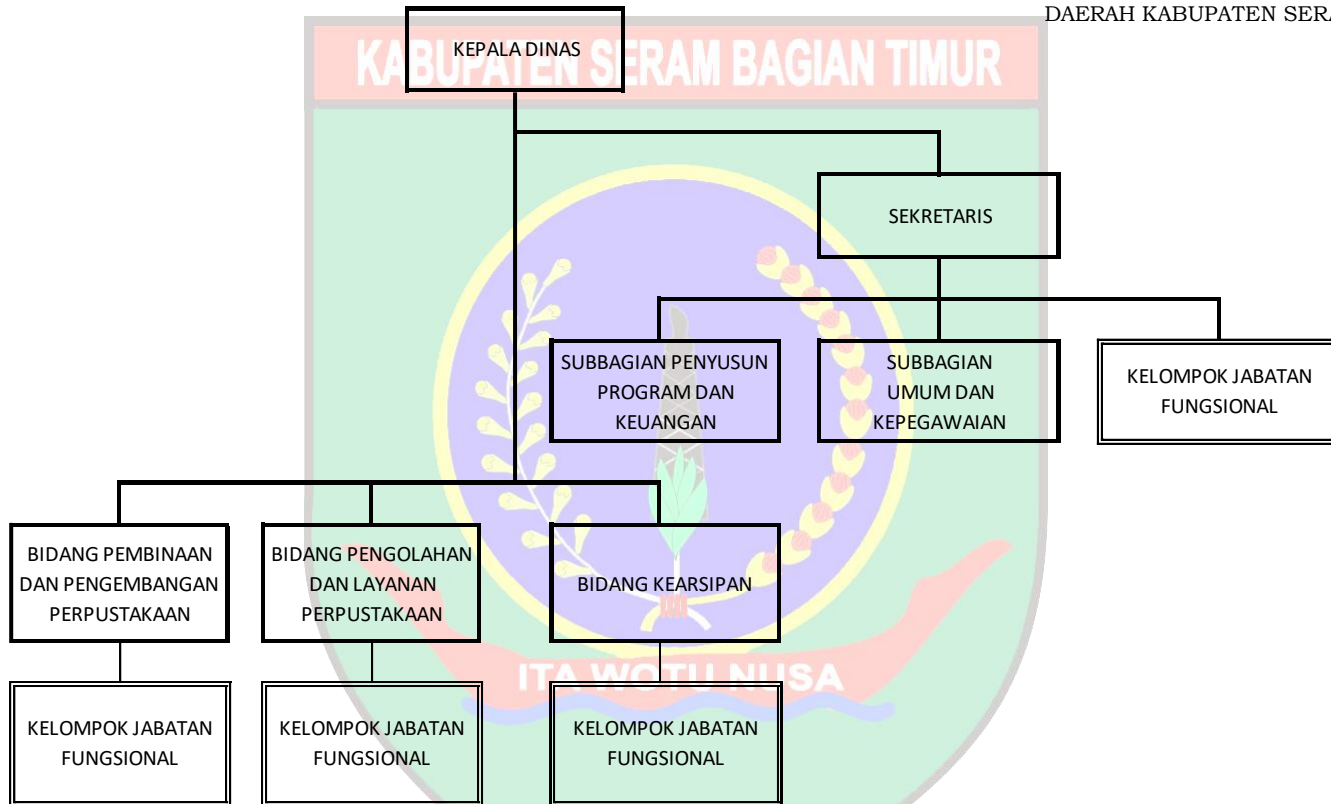 DAERAH KABUPATEN
KEPALA DINAS
KABUPATEN SERAM BAGIAN TIMUR
SEKRETARIS
SUBBAGIAN PENYUSUN
PROGRAM DAN
KEUANGAN
SUBBAGIAN
UMUM DAN
KEPEGAWAIAN
KELOMPOK JABATAN
FUNGSIONAL
BIDANG PEMBINAAN
DAN PENGEMBANGAN
PERPUSTAKAAN
BIDANG PENGOLAHAN
DAN LAYANAN
PERPUSTAKAAN
BIDANG KEARSIPAN
ITA WOTU NUSA
KELOMPOK JABATAN
FUNGSIONAL
KELOMPOK JABATAN
FUNGSIONAL
KELOMPOK JABATAN
FUNGSIONAL